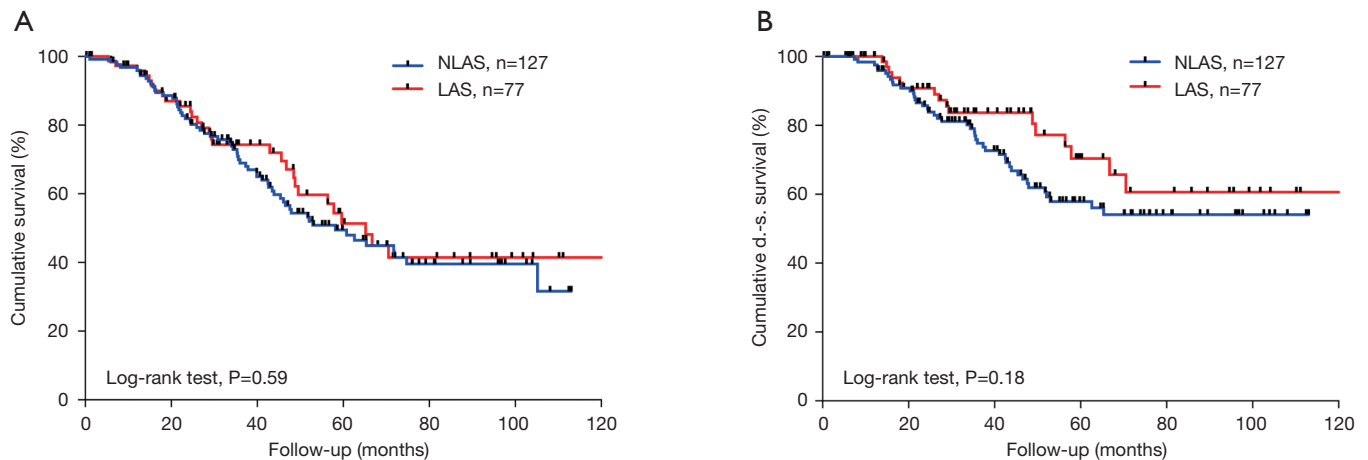 A
Cumulative survival (%)
100
80
60
40
20
0
NLAS, n=127
LAS, n=77
Log-rank test, P=0.59
0 20 40 60 80 100 120
Follow-up (months)
B
Cumulative d.-s. survival (%)
100
80
60
40
20
0
NLAS, n=127
LAS, n=77
Log-rank test, P=0.18
0 20 40 60 80 100 120
Follow-up (months)